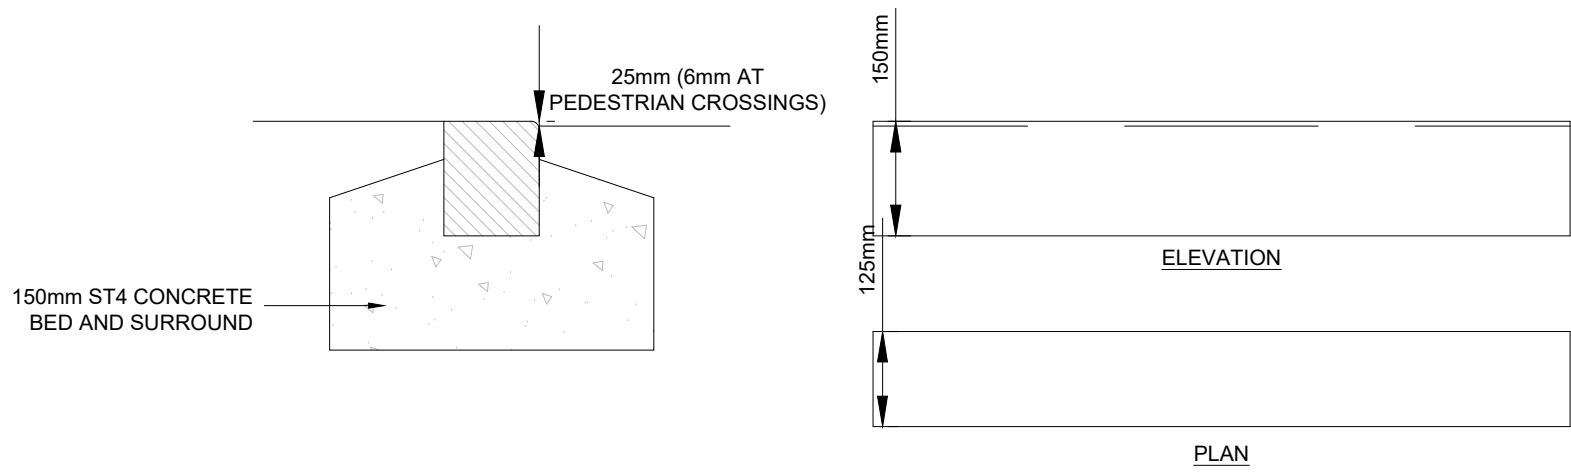 25mm (6mm AT
PEDESTRIAN CROSSINGS)
150mm ST4 CONCRETE
BED AND SURROUND
150mm
ELEVATION
125mm
PLAN